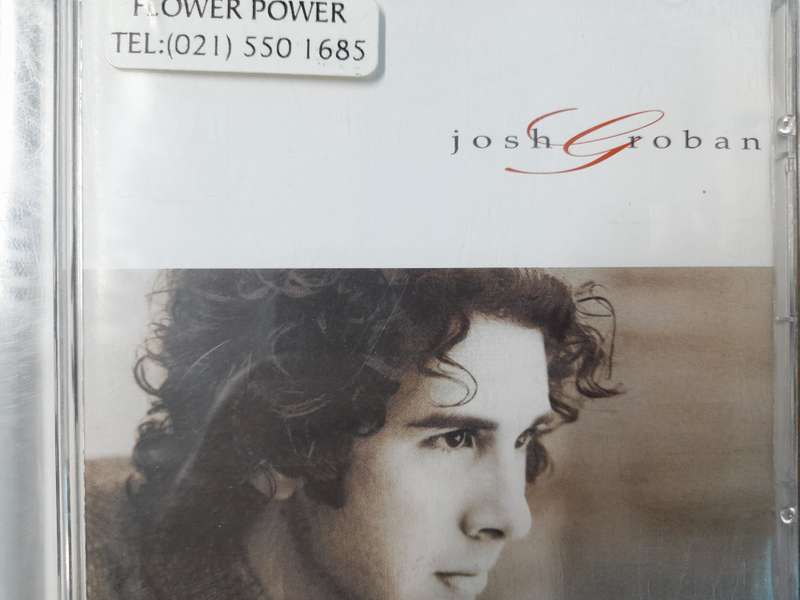 FLOWER POWER
TEL:(021) 550 1685
josh Groban